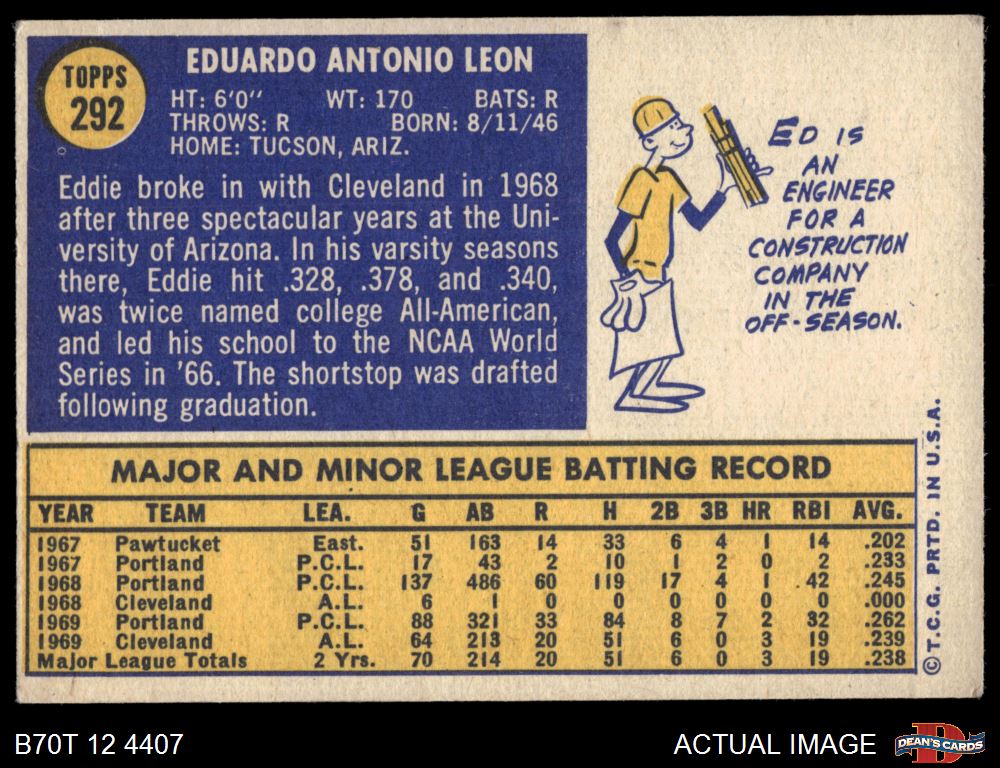 TOPPS
292
EDUARDO ANTONIO LEON
HT: 6'0" WT: 170 BATS: R
THROWS: R BORN: 8/11/46
HOME: TUCSON, ARIZ.
Eddie broke in with Cleveland in 1968
after three spectacular years at the Uni-
versity of Arizona. In his varsity seasons
there, Eddie hit .328, .378, and .340,
was twice named college All-American,
and led his school to the NCAA World
Series in '66. The shortstop was drafted
following graduation.
ED IS
AN
ENGINEER
FOR A
CONSTRUCTION
COMPANY
IN THE
OFF-SEASON.
MAJOR AND MINOR LEAGUE BATTING RECORD
YEAR TEAM LEA. G AB R H 2B 3B HR RBI AVG.
1967 Pawtucket East. 51 163 14 33 6 4 1 14 .202
1967 Portland P.C.L. 17 43 2 10 1 2 0 2 .233
1968 Portland P.C.L. 137 486 60 119 17 4 1 42 .245
1968 Cleveland A.L. 6 1 0 0 0 0 0 0 .000
1969 Portland P.C.L. 88 321 33 84 8 7 2 32 .262
1969 Cleveland A.L. 64 213 20 51 6 0 3 19 .239
Major League Totals 2 Yrs. 70 214 20 51 6 0 3 19 .238
© T.C.G. PRTD. IN U.S.A.
B70T 12 4407
ACTUAL IMAGE
D
DEAN'S CARDS